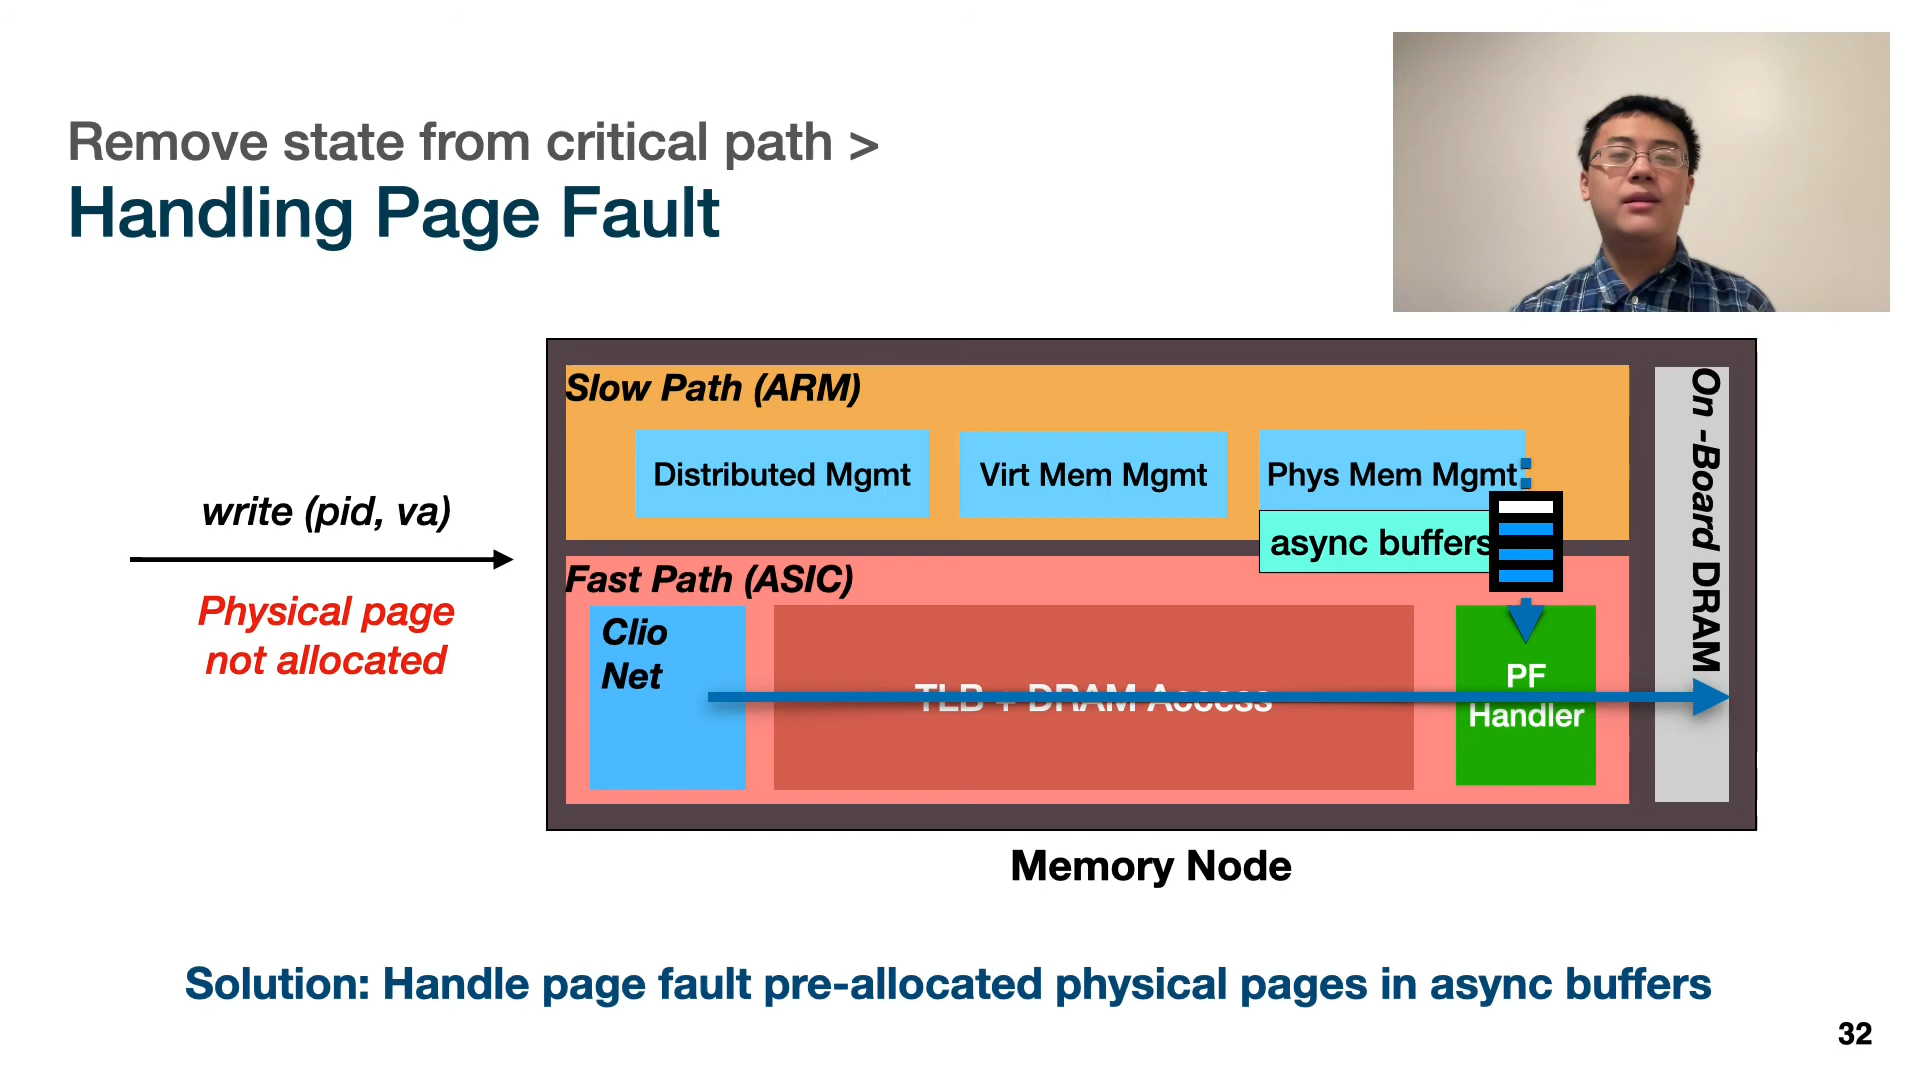 Remove state from critical path >
Handling Page Fault
write (pid, va)
Physical page
not allocated
Slow Path (ARM)
Distributed Mgmt
Virt Mem Mgmt
Phys Mem Mgmt
async buffers
Fast Path (ASIC)
Clio
Net
TLB + DRAM Access
PF
Handler
On -Board DRAM
Memory Node
Solution: Handle page fault pre-allocated physical pages in async buffers
32